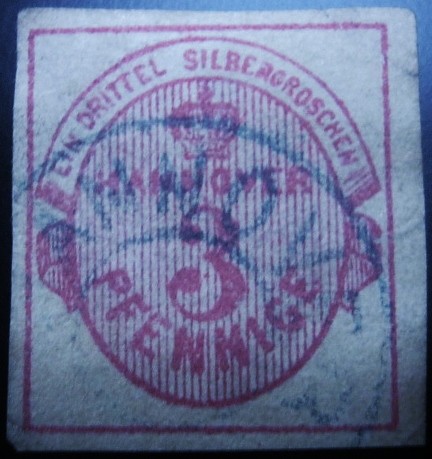 EIN DRITTEL SILBERGROSCHEN
HANNOVER
3
PFENNIGE